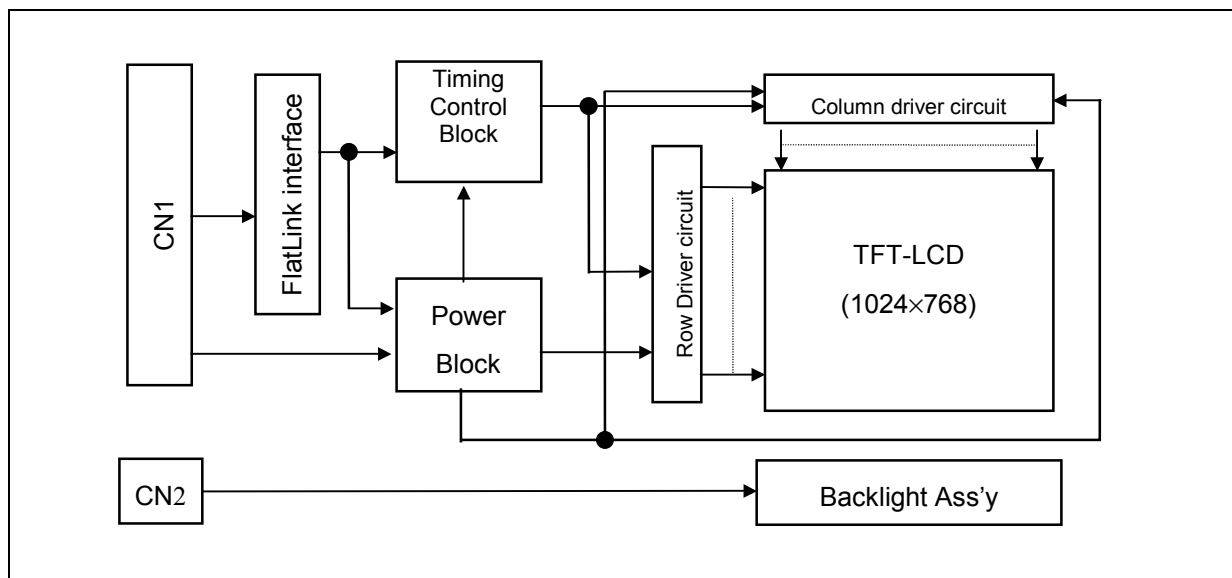 CN1
FlatLink interface
Timing
Control
Block
Power
Block
Row Driver circuit
Column driver circuit
TFT-LCD
(1024×768)
CN2
Backlight Ass’y